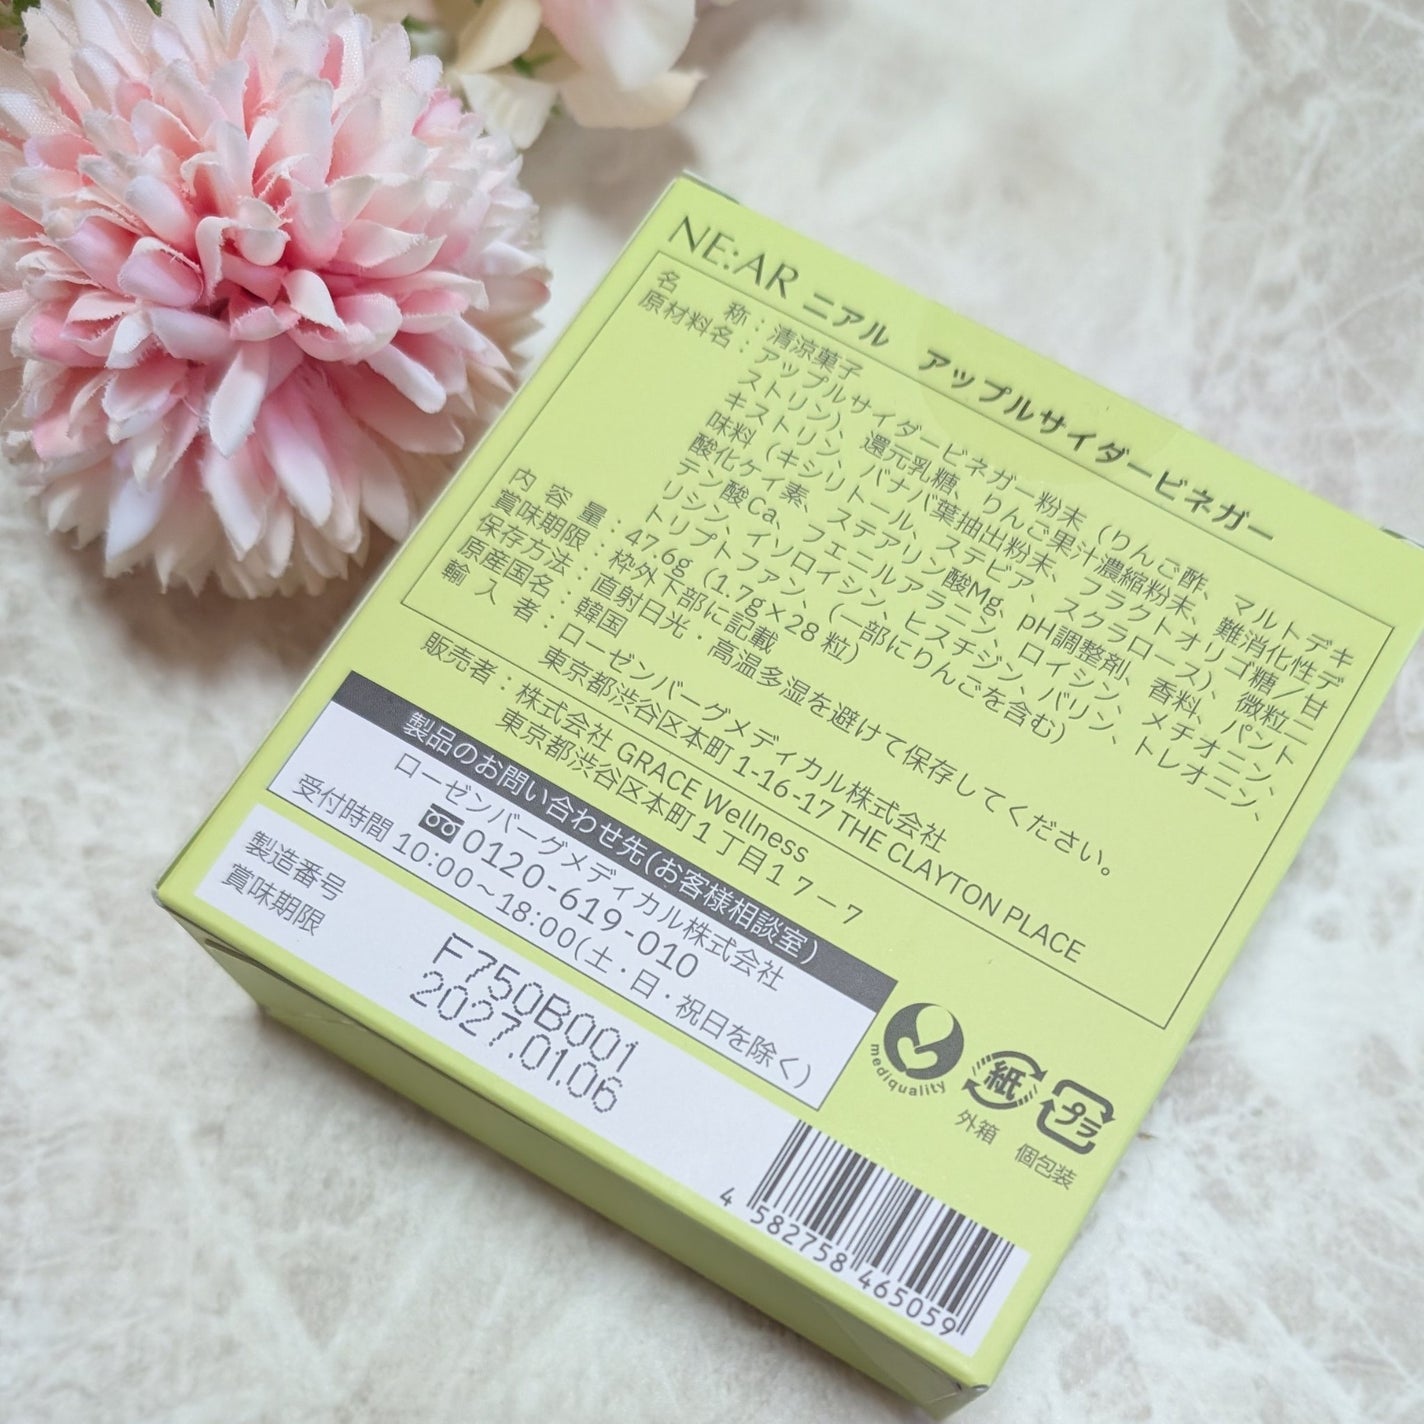 NE:AR ニアル アップルサイダービネガー
名称：清涼菓子
原材料名：アップルサイダービネガー粉末（りんご酢、マルトデキ
ストリン）、還元乳糖、りんご果汁濃縮粉末、難消化性デ
キストリン、バナバ葉抽出粉末、フラクトオリゴ糖／甘
味料（キシリトール、ステビア、スクラロース）、微粒二
酸化ケイ素、ステアリン酸Mg、pH調整剤、香料、パント
テン酸Ca、フェニルアラニン、ロイシン、メチオニン、
リシン、イソロイシン、ヒスチジン、バリン、トレオニン、
トリプトファン、（一部にりんごを含む）
内容量：47.6g（1.7g×28粒）
賞味期限：枠外下部に記載
保存方法：直射日光・高温多湿を避けて保存してください。
原産国名：韓国
輸入者：ローゼンバーグメディカル株式会社
東京都渋谷区本町 1-16-17 THE CLAYTON PLACE
販売者：株式会社 GRACE Wellness
東京都渋谷区本町１丁目１７－７
製品のお問い合わせ先(お客様相談室)
ローゼンバーグメディカル株式会社
0120-619-010
受付時間 10:00～18:00(土・日・祝日を除く)
製造番号 F750B001
賞味期限 2027.01.06
mediquality
紙
外箱
プラ
個包装
4 582758 465059